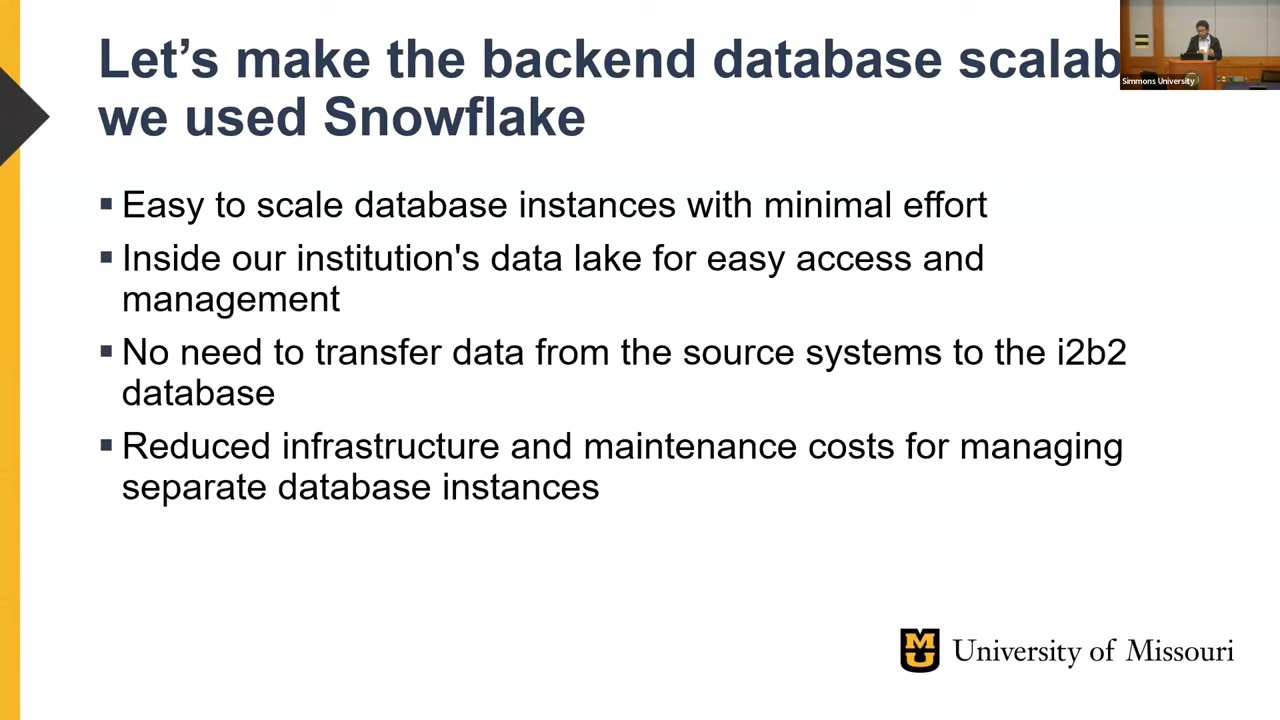 Let's make the backend database
we used Snowflake
Simmons University
▪ Easy to scale database instances with minimal effort
▪ Inside our institution's data lake for easy access and
management
▪ No need to transfer data from the source systems to the i2b2
database
▪ Reduced infrastructure and maintenance costs for managing
separate database instances
MU
University of Missouri